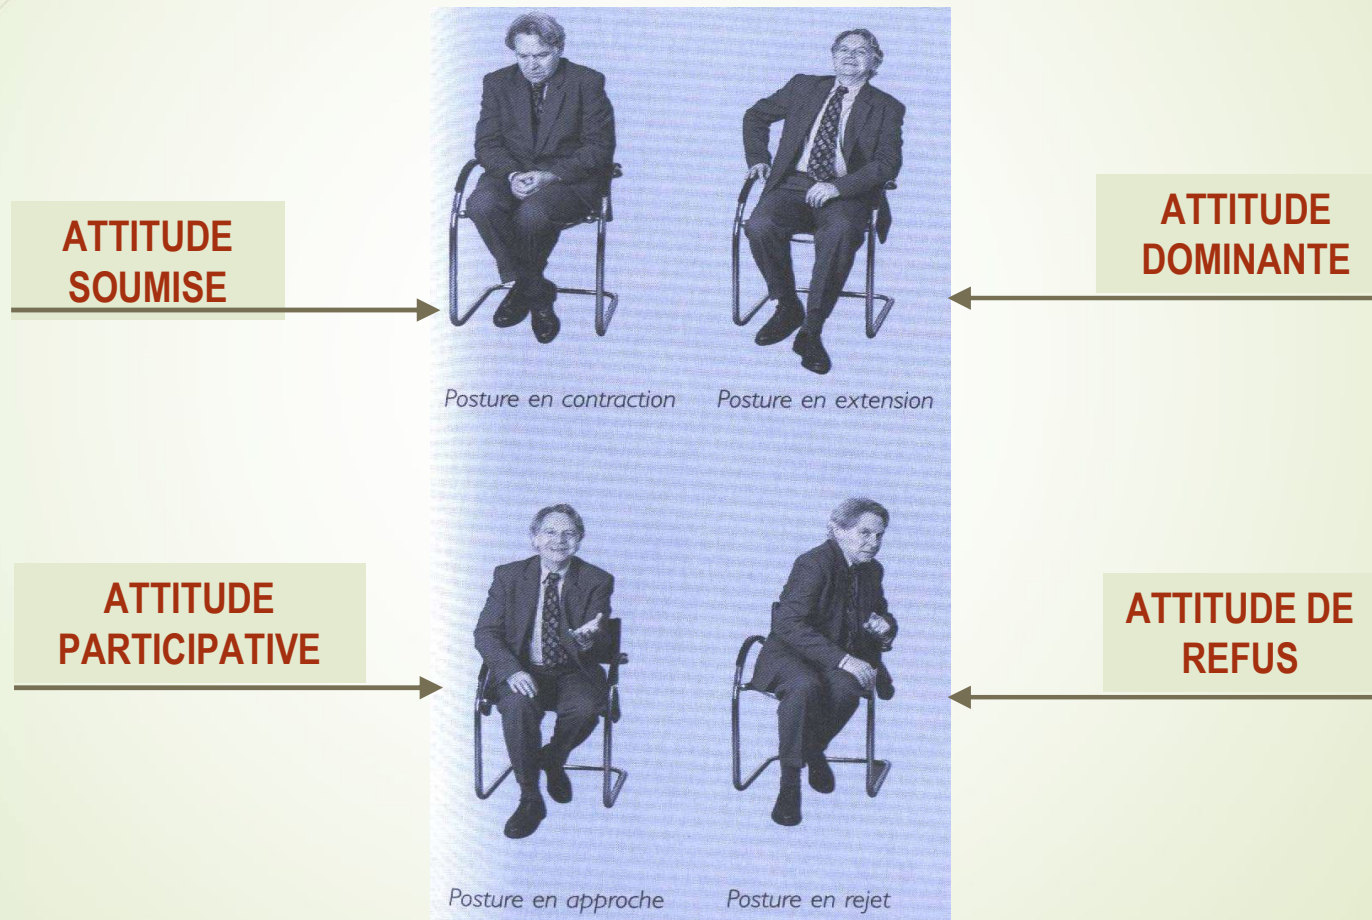 ATTITUDE
SOUMISE
ATTITUDE
DOMINANTE
Posture en contraction
Posture en extension
ATTITUDE
PARTICIPATIVE
ATTITUDE DE
REFUS
Posture en approche
Posture en rejet